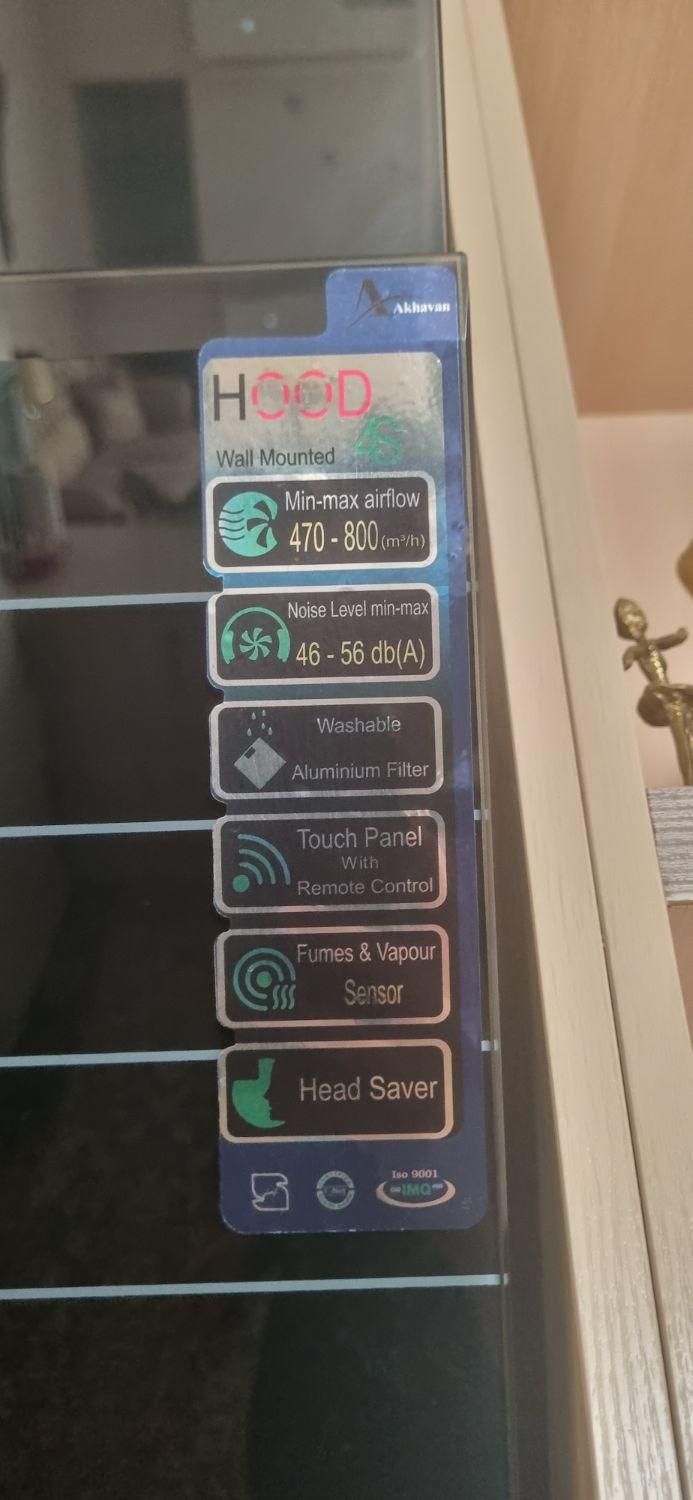 Akhavan
HOOD
Wall Mounted 4S
Min-max airflow
470 - 800 (m³/h)
Noise Level min-max
46 - 56 db(A)
Washable
Aluminium Filter
Touch Panel
With
Remote Control
Fumes & Vapour
Sensor
Head Saver
Iso 9001
IMQ